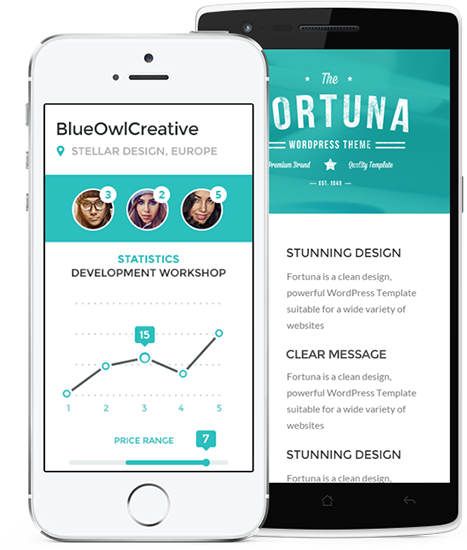 BlueOwlCreative
STELLAR DESIGN, EUROPE
3
2
5
STATISTICS
DEVELOPMENT WORKSHOP
15
1 2 3 4 5
PRICE RANGE 7
The
ORTUNA
WORDPRESS THEME
Premium Brand Quality Template
EST. 1849
STUNNING DESIGN
Fortuna is a clean design,
powerful WordPress Template
suitable for a wide variety of
websites
CLEAR MESSAGE
Fortuna is a clean design,
powerful WordPress Template
suitable for a wide variety of
websites
STUNNING DESIGN
Fortuna is a clean design,